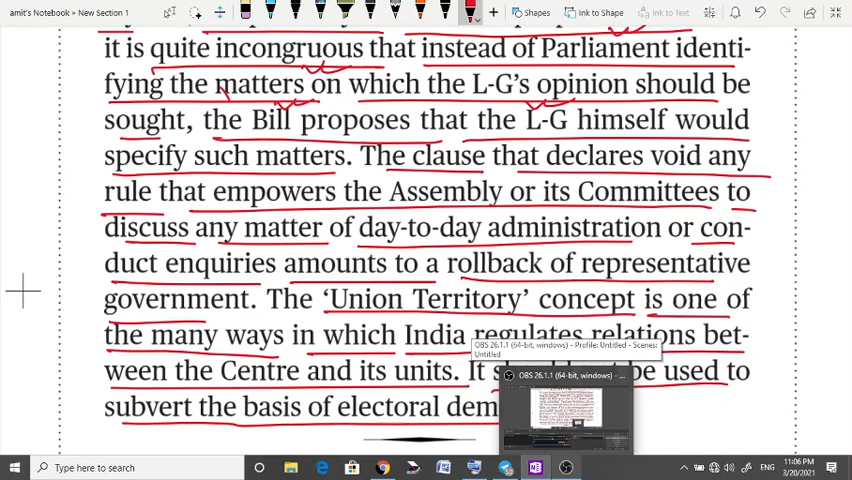 amit's Notebook » New Section 1
Shapes
Ink to Shape
Ink to Text
it is quite incongruous that instead of Parliament identi-
fying the matters on which the L-G's opinion should be
sought, the Bill proposes that the L-G himself would
specify such matters. The clause that declares void any
rule that empowers the Assembly or its Committees to
discuss any matter of day-to-day administration or con-
duct enquiries amounts to a rollback of representative
government. The 'Union Territory' concept is one of
the many ways in which India regulates relations bet-
OBS 26.1.1 (64-bit, windows) - Profile: Untitled - Scenes:
Untitled
ween the Centre and its units. It be used to
OBS 26.1.1 (64-bit, windows) - ...
subvert the basis of electoral dem
Type here to search
ENG
11:06 PM
3/20/2021